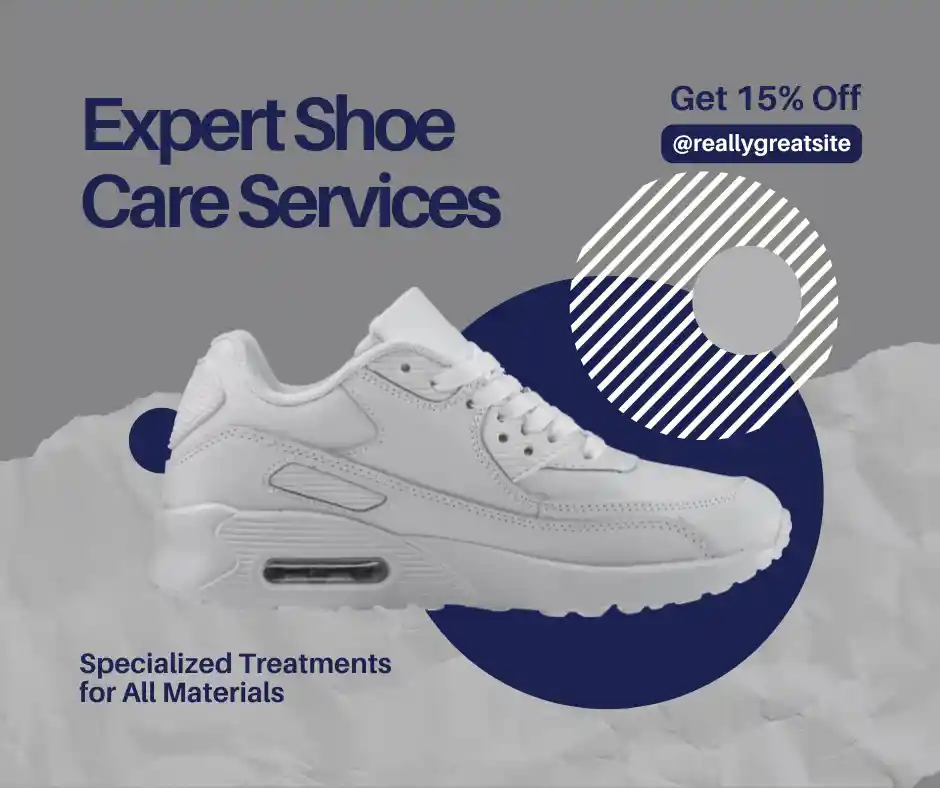 Expert Shoe
Care Services
Get 15% Off
@reallygreatsite
Specialized Treatments
for All Materials